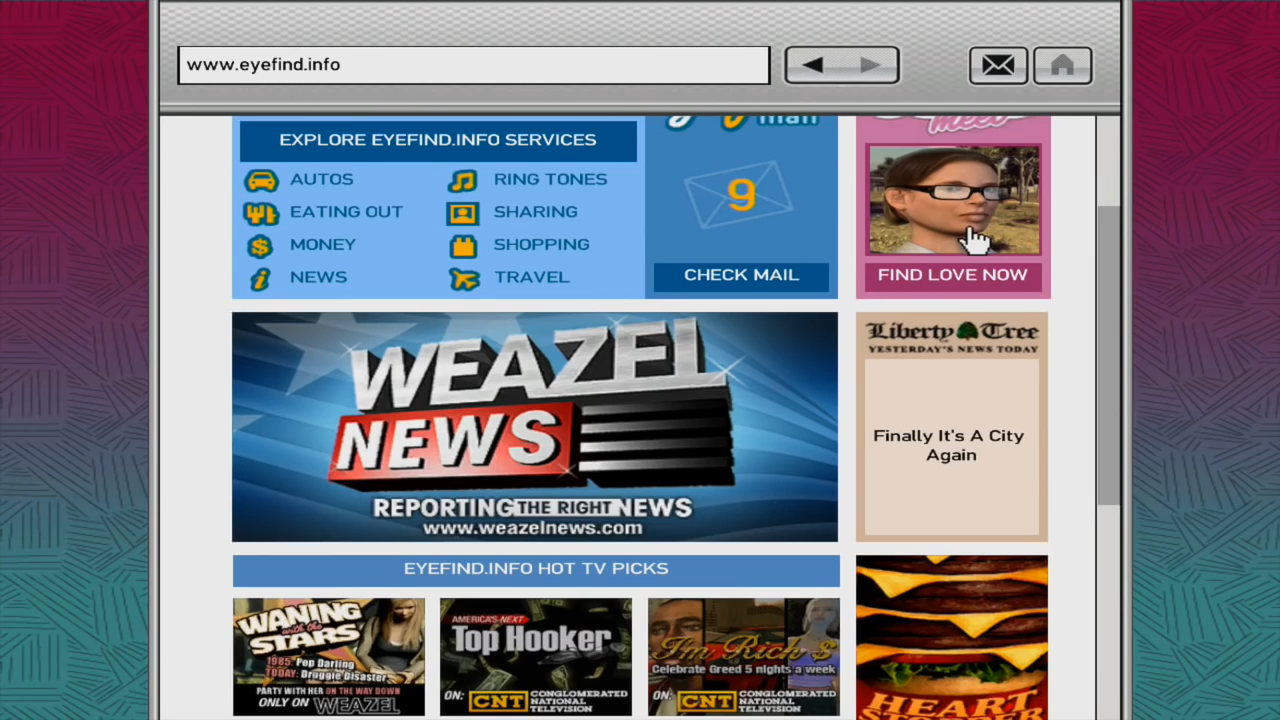 www.eyefind.info
EXPLORE EYEFIND.INFO SERVICES
AUTOS
EATING OUT
MONEY
NEWS
RING TONES
SHARING
SHOPPING
TRAVEL
mail
9
CHECK MAIL
meet
FIND LOVE NOW
WEAZEL
NEWS
REPORTING THE RIGHT NEWS
www.weazelnews.com
Liberty Tree
YESTERDAY'S NEWS TODAY
Finally It's A City
Again
EYEFIND.INFO HOT TV PICKS
WANING
with the
STARS
1985: Pop Darling
TODAY: Druggie Disaster
PARTY WITH HER ON THE WAY DOWN
ONLY ON WEAZEL
AMERICA'S NEXT
Top Hooker
ON: CNT CONGLOMERATED
NATIONAL
TELEVISION
I'm Rich $
Celebrate Greed 5 nights a week
ON: CNT CONGLOMERATED
NATIONAL
TELEVISION
HEART